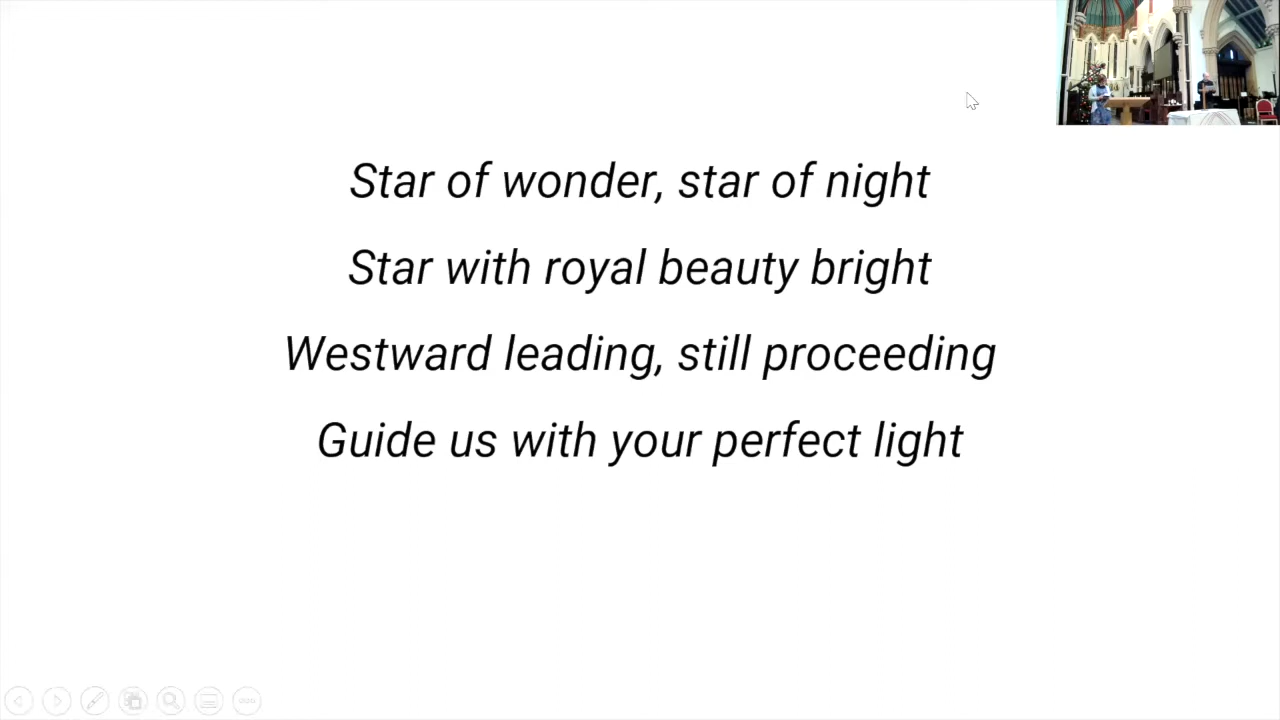 Star of wonder, star of night
Star with royal beauty bright
Westward leading, still proceeding
Guide us with your perfect light